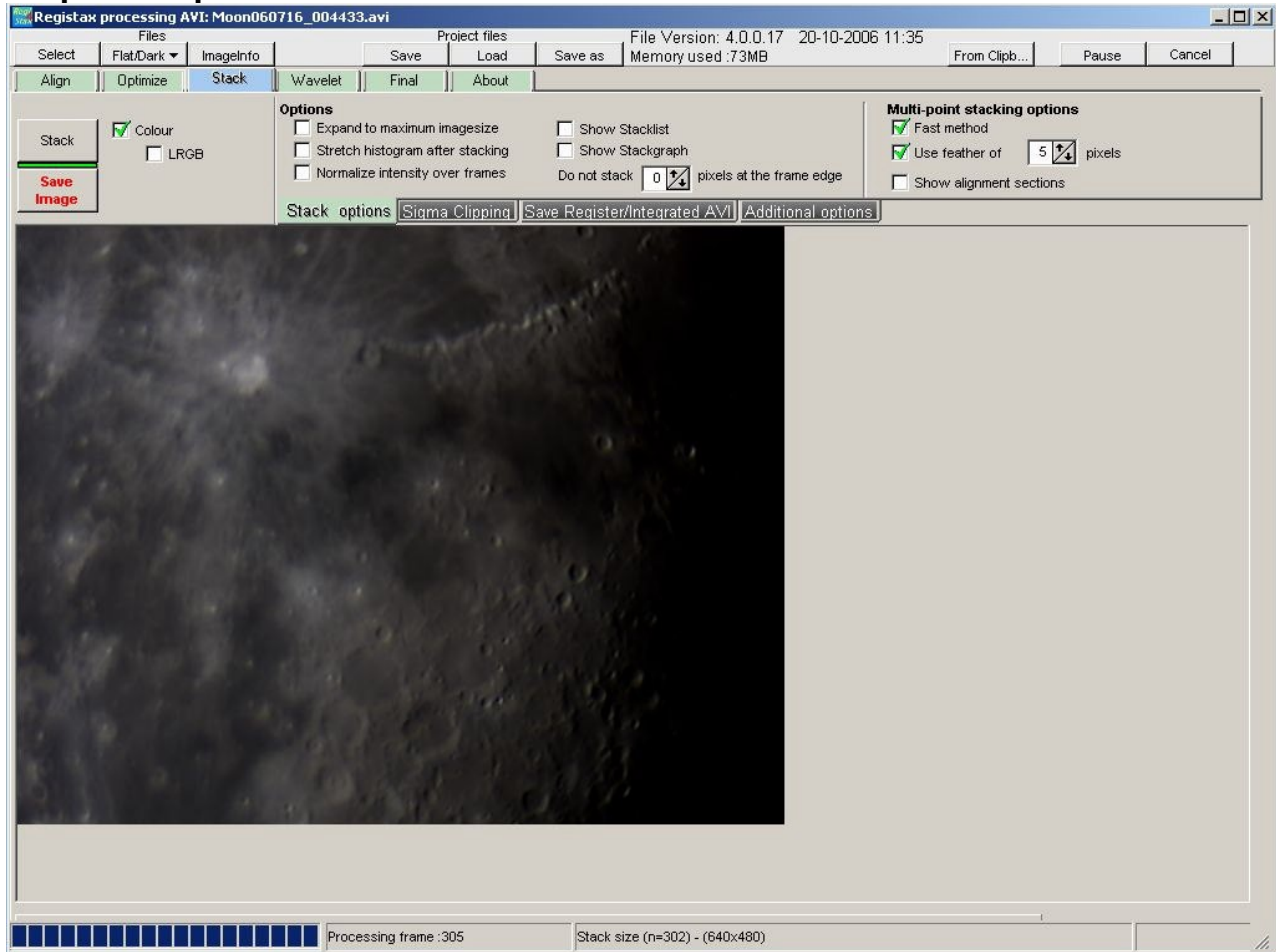 Registax processing AVI: Moon060716_004433.avi
Files Project files File Version: 4.0.0.17 20-10-2006 11:35
Select Flat/Dark ImageInfo Save Load Save as Memory used :73MB From Clipb... Pause Cancel
Align Optimize Stack Wavelet Final About
Options Multi-point stacking options
Stack Colour Expand to maximum imagesize Show Stacklist Fast method
LRGB Stretch histogram after stacking Show Stackgraph Use feather of 5 pixels
Save Image Normalize intensity over frames Do not stack 0 pixels at the frame edge Show alignment sections
Stack options Sigma Clipping Save Register/Integrated AVI Additional options
Processing frame :305 Stack size (n=302) - (640x480)